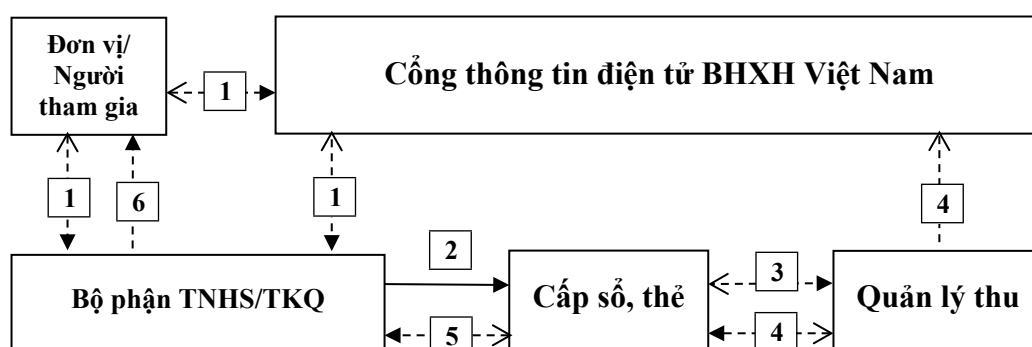 Đơn vị/
Người
tham gia
1
Cổng thông tin điện tử BHXH Việt Nam
1
6
1
4
Bộ phận TNHS/TKQ
2
5
Cấp sổ, thẻ
3
4
Quản lý thu